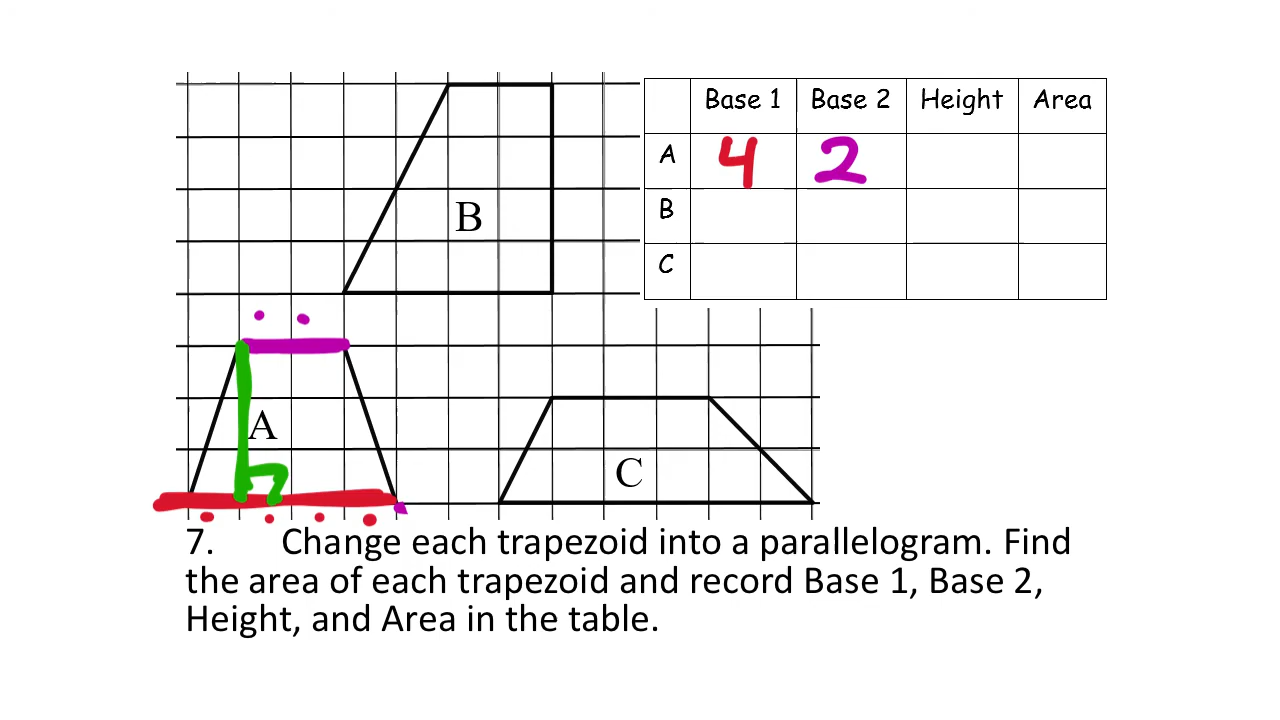 Base 1 Base 2 Height Area
A 4 2
B
C
B
A
C
7. Change each trapezoid into a parallelogram. Find
the area of each trapezoid and record Base 1, Base 2,
Height, and Area in the table.